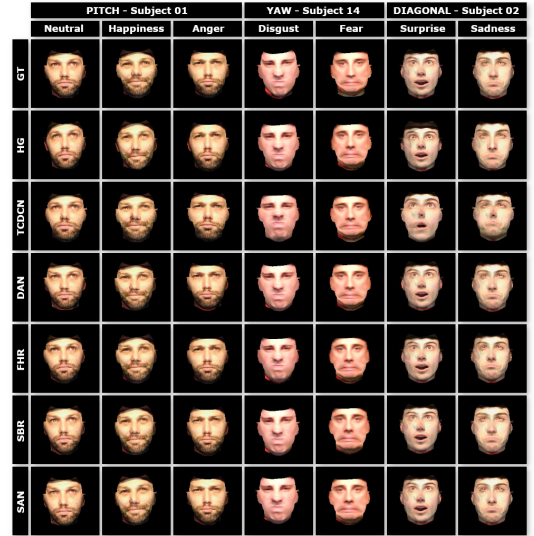 PITCH - Subject 01 YAW - Subject 14 DIAGONAL - Subject 02
Neutral Happiness Anger Disgust Fear Surprise Sadness
GT
HG
TCDCN
DAN
FHR
SBR
SAN